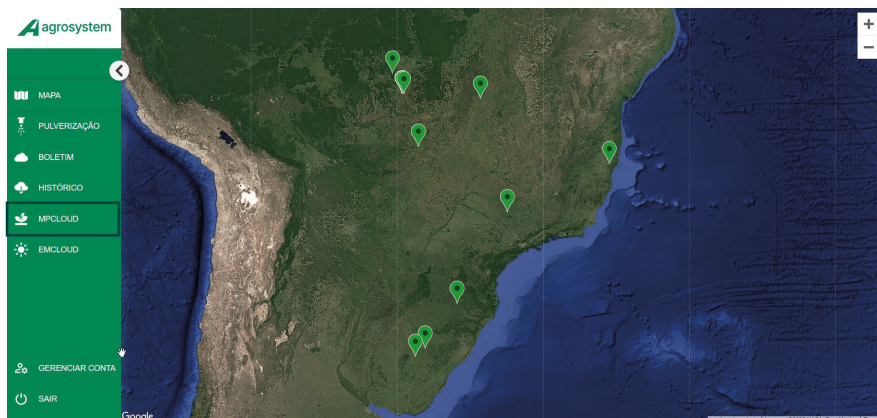 agrosystem
MAPA
PULVERIZAÇÃO
BOLETIM
HISTÓRICO
MPCLOUD
EMCLOUD
GERENCIAR CONTA
SAIR
Google